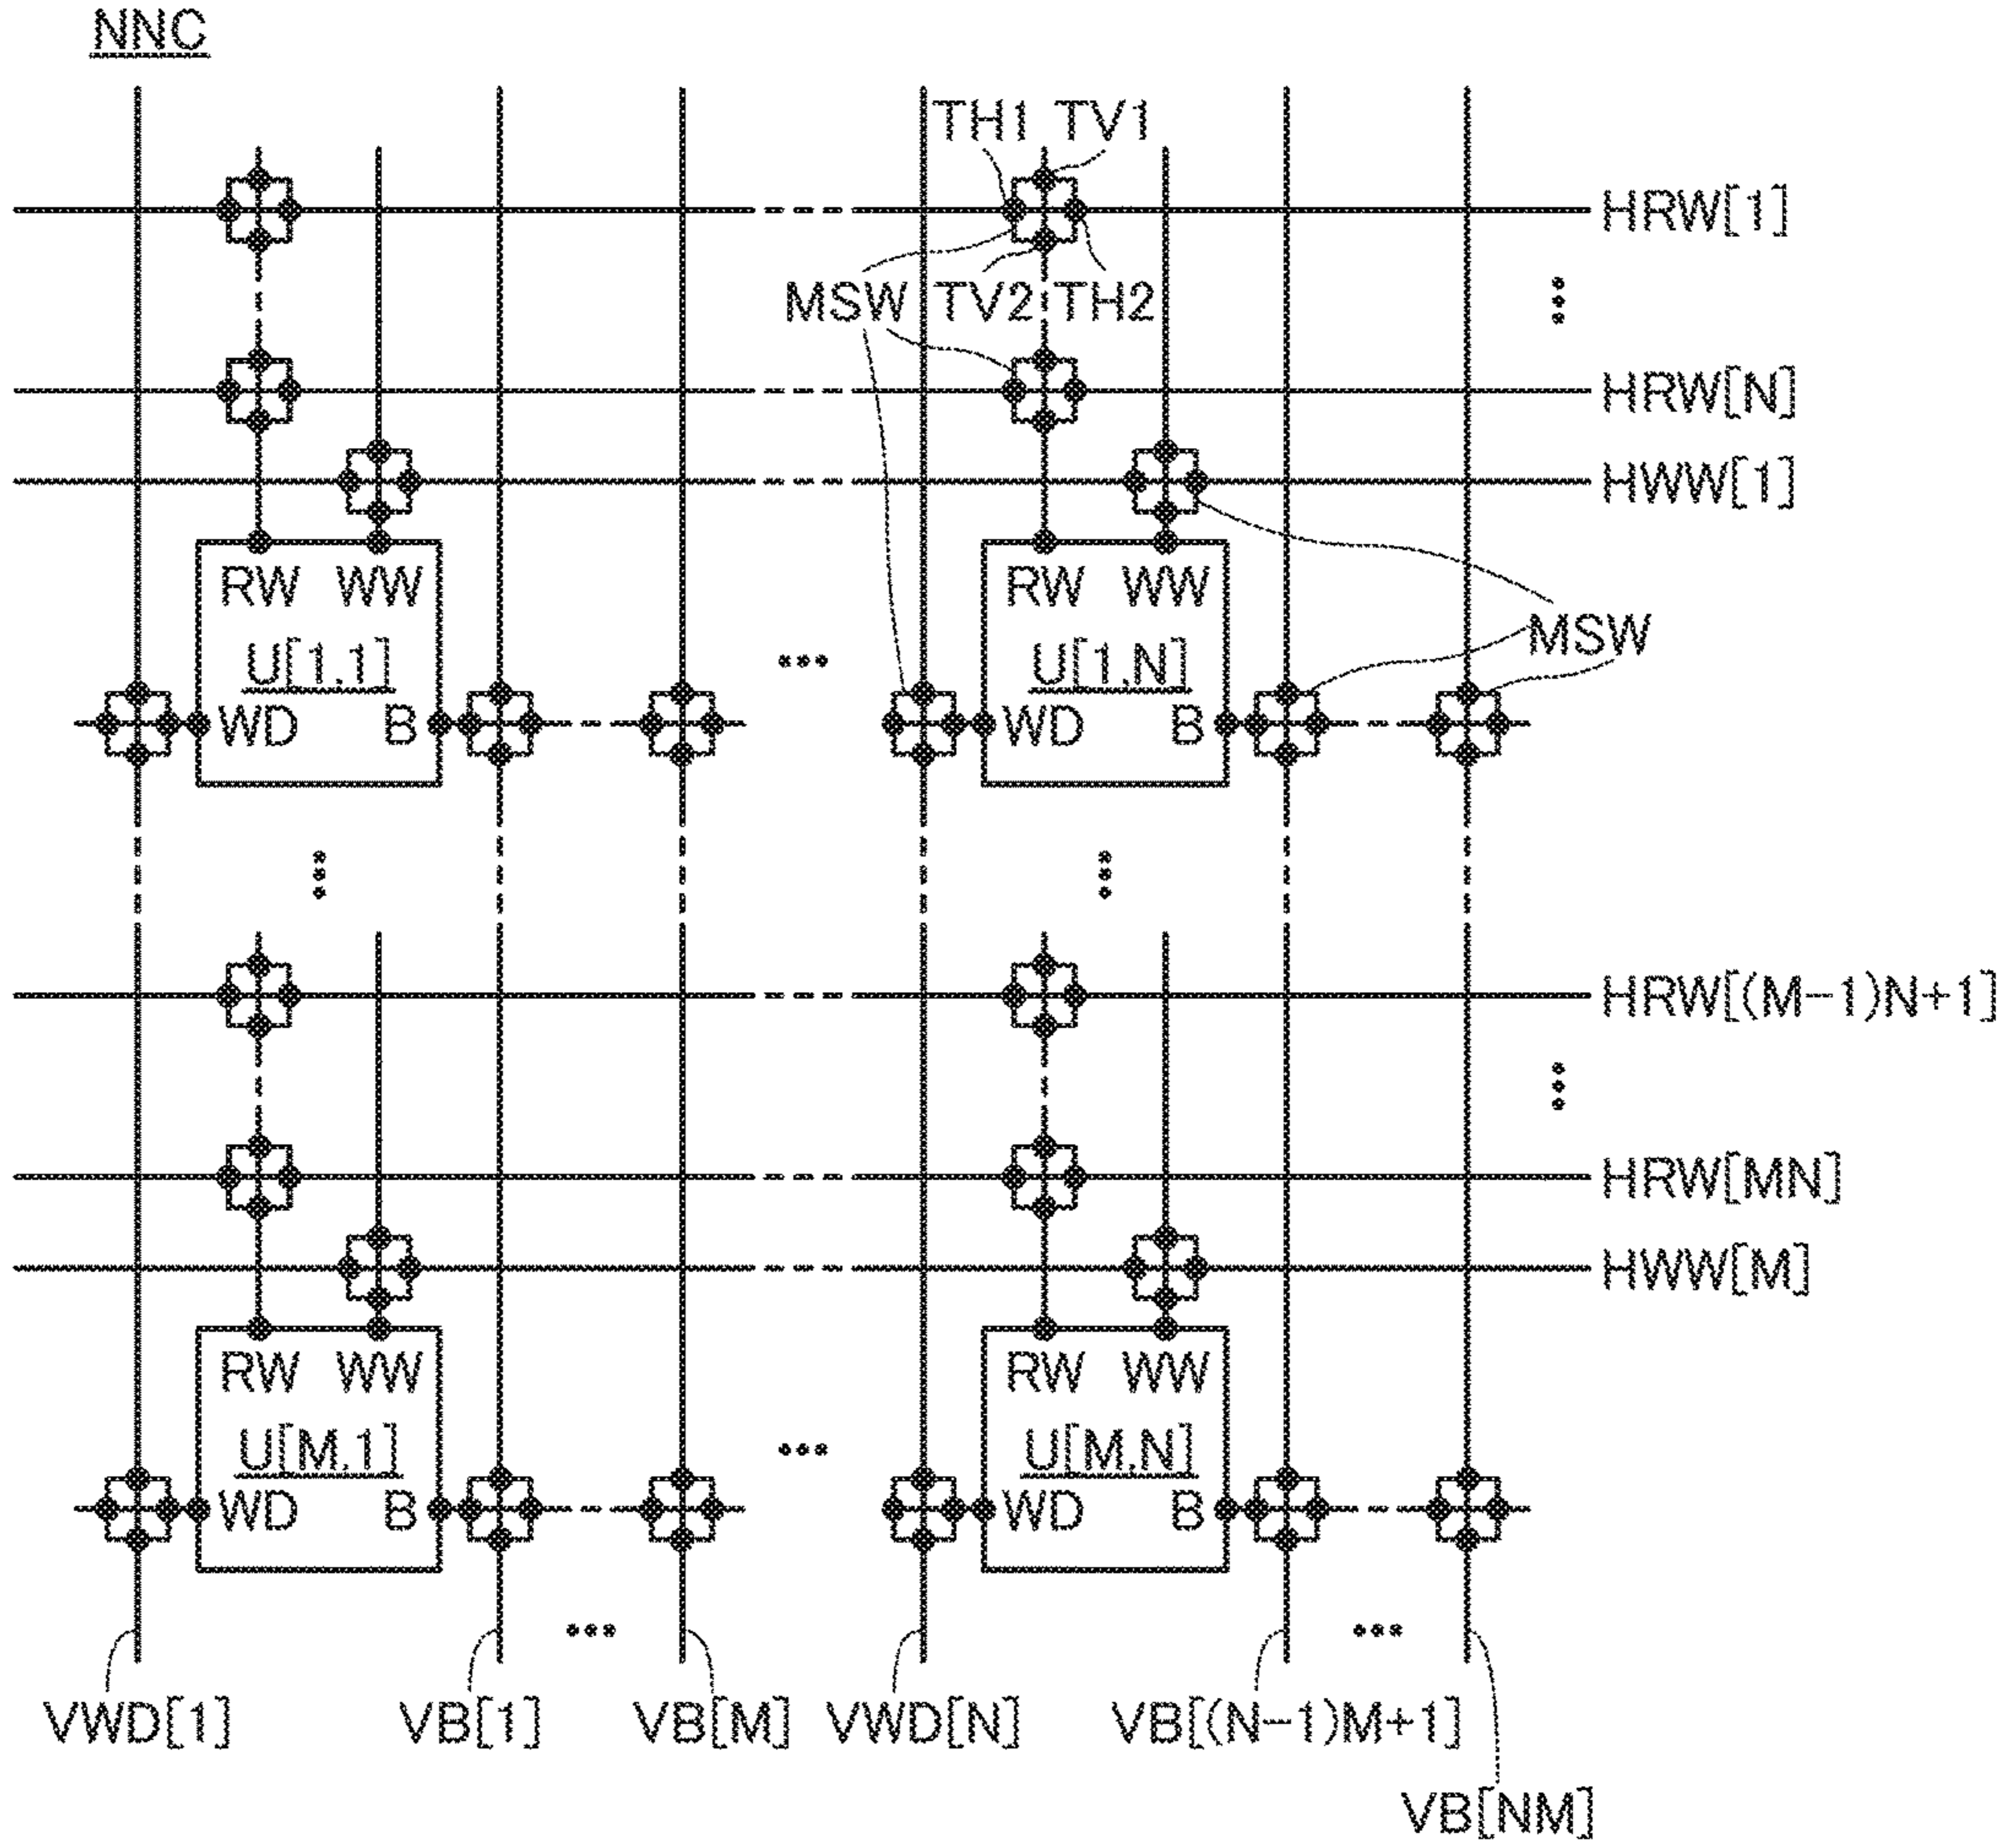 NNC
TH1 TV1
HRW[1]
MSW TV2 TH2
HRW[N]
HWW[1]
RW WW RW WW
U[1,1] U[1,N] MSW
WD B WD B
HRW[(M-1)N+1]
HRW[MN]
HWW[M]
RW WW RW WW
U[M,1] U[M,N]
WD B WD B
VWD[1] VB[1] VB[M] VWD[N] VB[(N-1)M+1]
VB[NM]